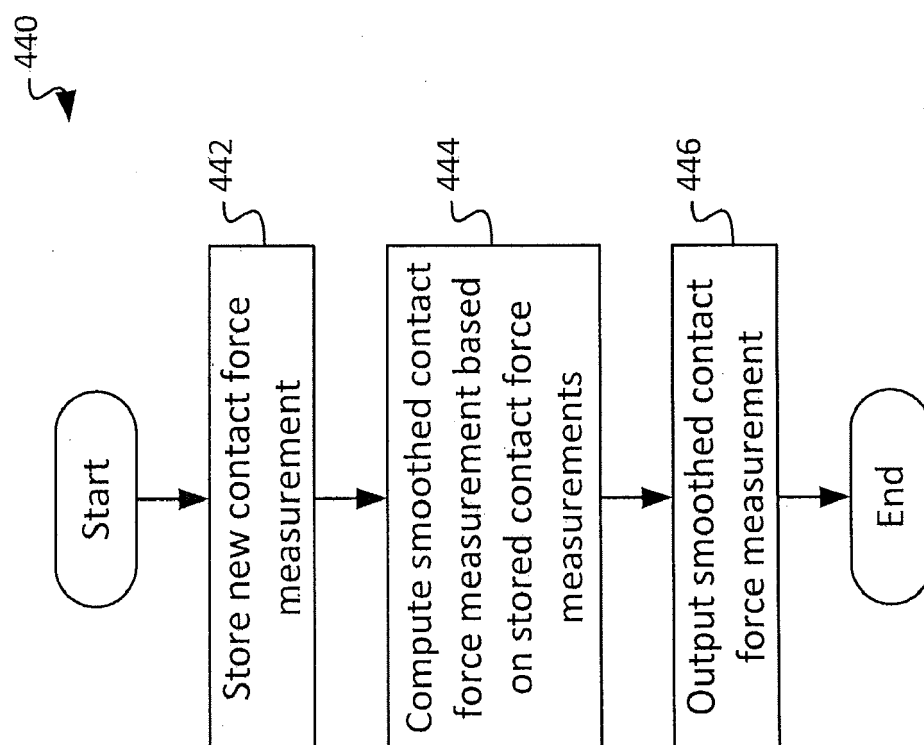 440
Start
442
Store new contact force
measurement
444
Compute smoothed contact
force measurement based
on stored contact force
measurements
446
Output smoothed contact
force measurement
End